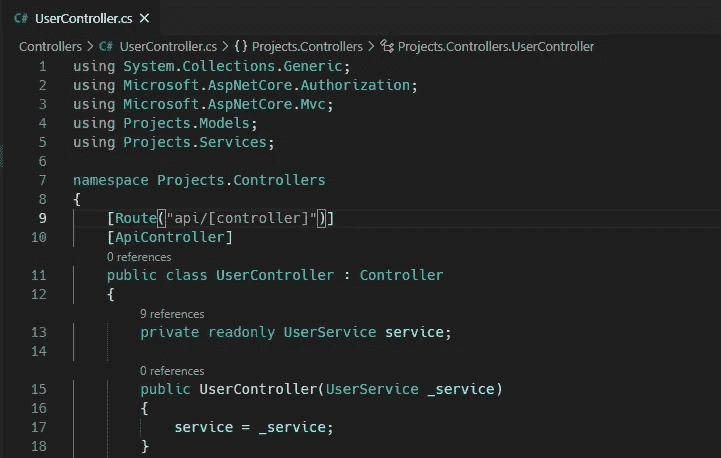 C# UserController.cs ×
Controllers > C# UserController.cs > {} Projects.Controllers > Projects.Controllers.UserController
1 using System.Collections.Generic;
2 using Microsoft.AspNetCore.Authorization;
3 using Microsoft.AspNetCore.Mvc;
4 using Projects.Models;
5 using Projects.Services;
6
7 namespace Projects.Controllers
8 {
9 [Route("api/[controller]")]
10 [ApiController]
0 references
11 public class UserController : Controller
12 {
9 references
13 private readonly UserService service;
14
0 references
15 public UserController(UserService _service)
16 {
17 service = _service;
18 }